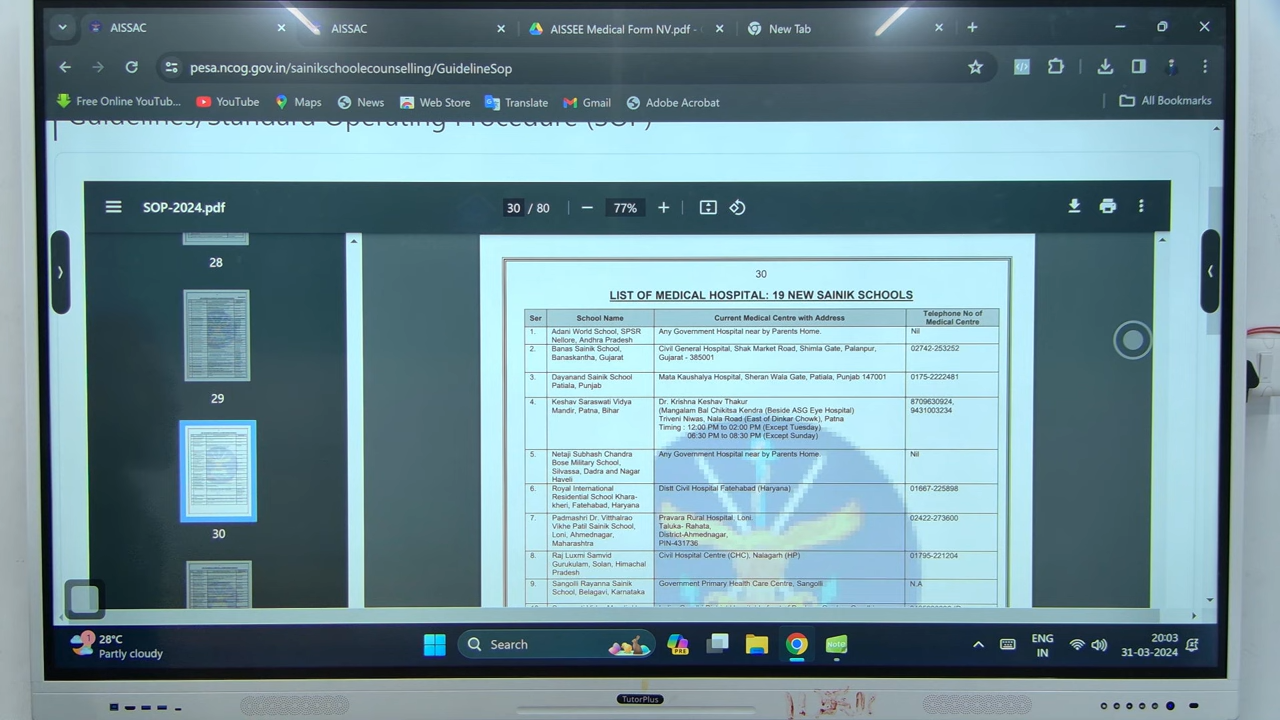 AISSAC
AISSAC
AISSEE Medical Form NV.pdf -
New Tab
pesa.ncog.gov.in/sainikschoolecounselling/GuidelineSop
Free Online YouTub...
YouTube
Maps
News
Web Store
Translate
Gmail
Adobe Acrobat
All Bookmarks
Guidelines/Standard Operating Procedure (SOP)
SOP-2024.pdf
30 / 80
77%
28
29
30
30
LIST OF MEDICAL HOSPITAL: 19 NEW SAINIK SCHOOLS
Ser School Name Current Medical Centre with Address Telephone No of
Medical Centre
1. Adani World School, SPSR Any Government Hospital near by Parents Home. Nil
Nellore, Andhra Pradesh
2. Banas Sainik School, Civil General Hospital, Shak Market Road, Shimla Gate, Palanpur, 02742-253252
Banaskantha, Gujarat Gujarat - 385001
3. Dayanand Sainik School Mata Kaushalya Hospital, Sheran Wala Gate, Patiala, Punjab 147001 0175-2222481
Patiala, Punjab
4. Keshav Saraswati Vidya Dr. Krishna Keshav Thakur 8709630924,
Mandir, Patna, Bihar (Mangalam Bal Chikitsa Kendra (Beside ASG Eye Hospital) 9431003234
Triveni Niwas, Nala Road (East of Dinkar Chowk), Patna
Timing : 12:00 PM to 02:00 PM (Except Tuesday)
06:30 PM to 08:30 PM (Except Sunday)
5. Netaji Subhash Chandra Any Government Hospital near by Parents Home. Nil
Bose Military School,
Silvassa, Dadra and Nagar
Haveli
6. Royal International Distt Civil Hospital Fatehabad (Haryana) 01667-225898
Residential School Khara-
kheri, Fatehabad, Haryana
7. Padmashri Dr. Vitthalrao Pravara Rural Hospital, Loni. 02422-273600
Vikhe Patil Sainik School, Taluka- Rahata,
Loni, Ahmednagar, District-Ahmednagar,
Maharashtra PIN-431736
8. Raj Luxmi Samvid Civil Hospital Centre (CHC), Nalagarh (HP) 01795-221204
Gurukulam, Solan, Himachal
Pradesh
9. Sangolli Rayanna Sainik Government Primary Health Care Centre, Sangolli N.A
School, Belagavi, Karnataka
1
28°C
Partly cloudy
Search
PRE
Note
ENG
IN
20:03
31-03-2024
TutorPlus